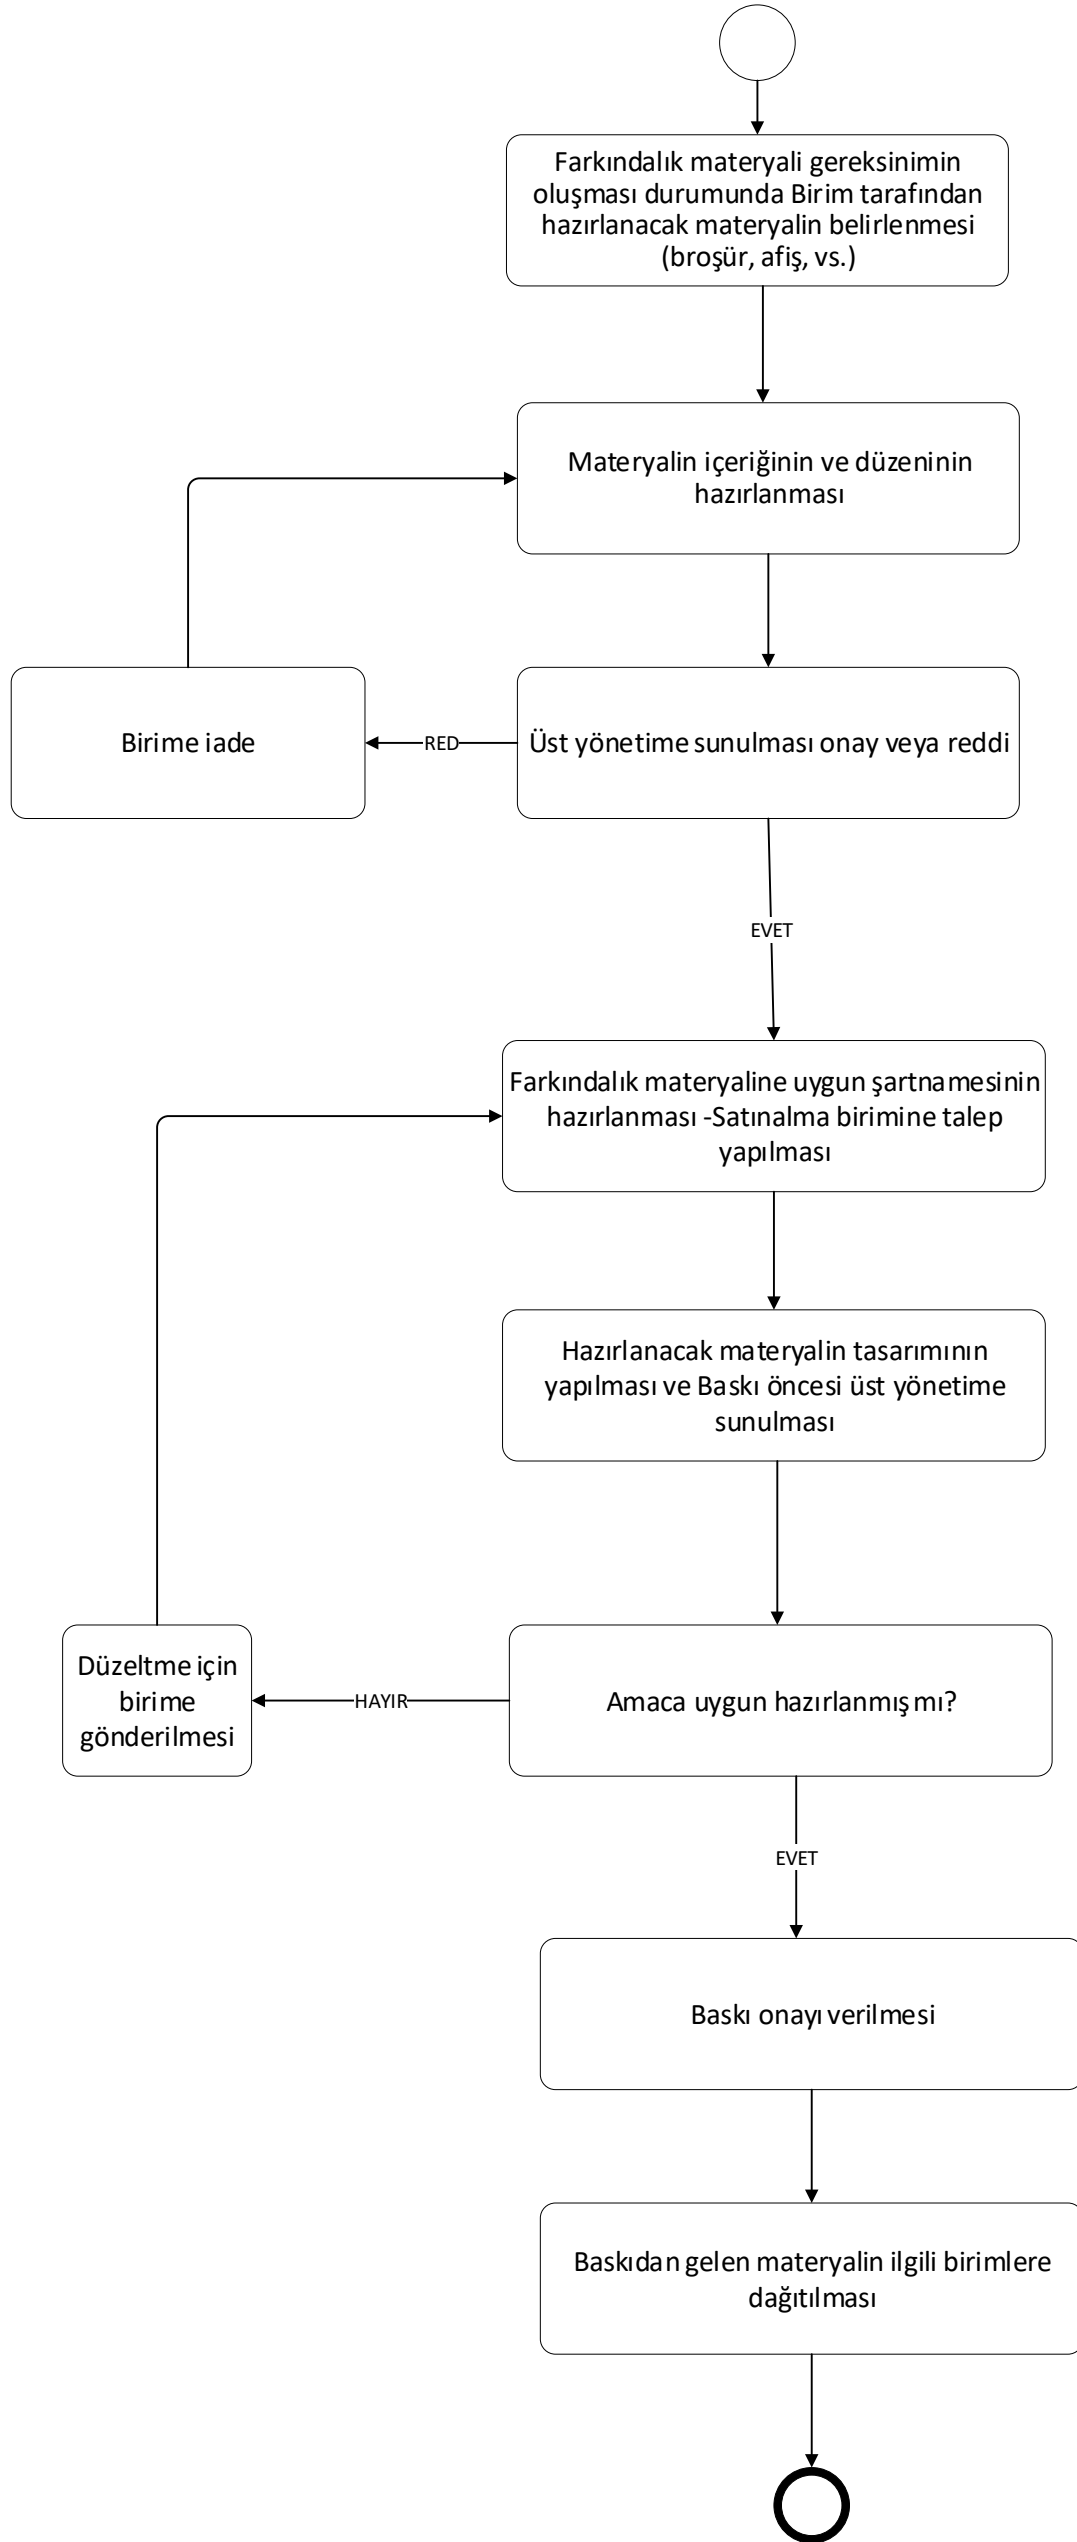 Farkındalık materyali gereksinimin
oluşması durumunda Birim tarafından
hazırlanacak materyalin belirlenmesi
(broşür, afiş, vs.)
Materyalin içeriğinin ve düzeninin
hazırlanması
Birime iade
RED
Üst yönetime sunulması onay veya reddi
EVET
Farkındalık materyaline uygun şartnamesinin
hazırlanması -Satınalma birimine talep
yapılması
Hazırlanacak materyalin tasarımının
yapılması ve Baskı öncesi üst yönetime
sunulması
Düzeltme için
birime
gönderilmesi
HAYIR
Amaca uygun hazırlanmış mı?
EVET
Baskı onayı verilmesi
Baskıdan gelen materyalin ilgili birimlere
dağıtılması